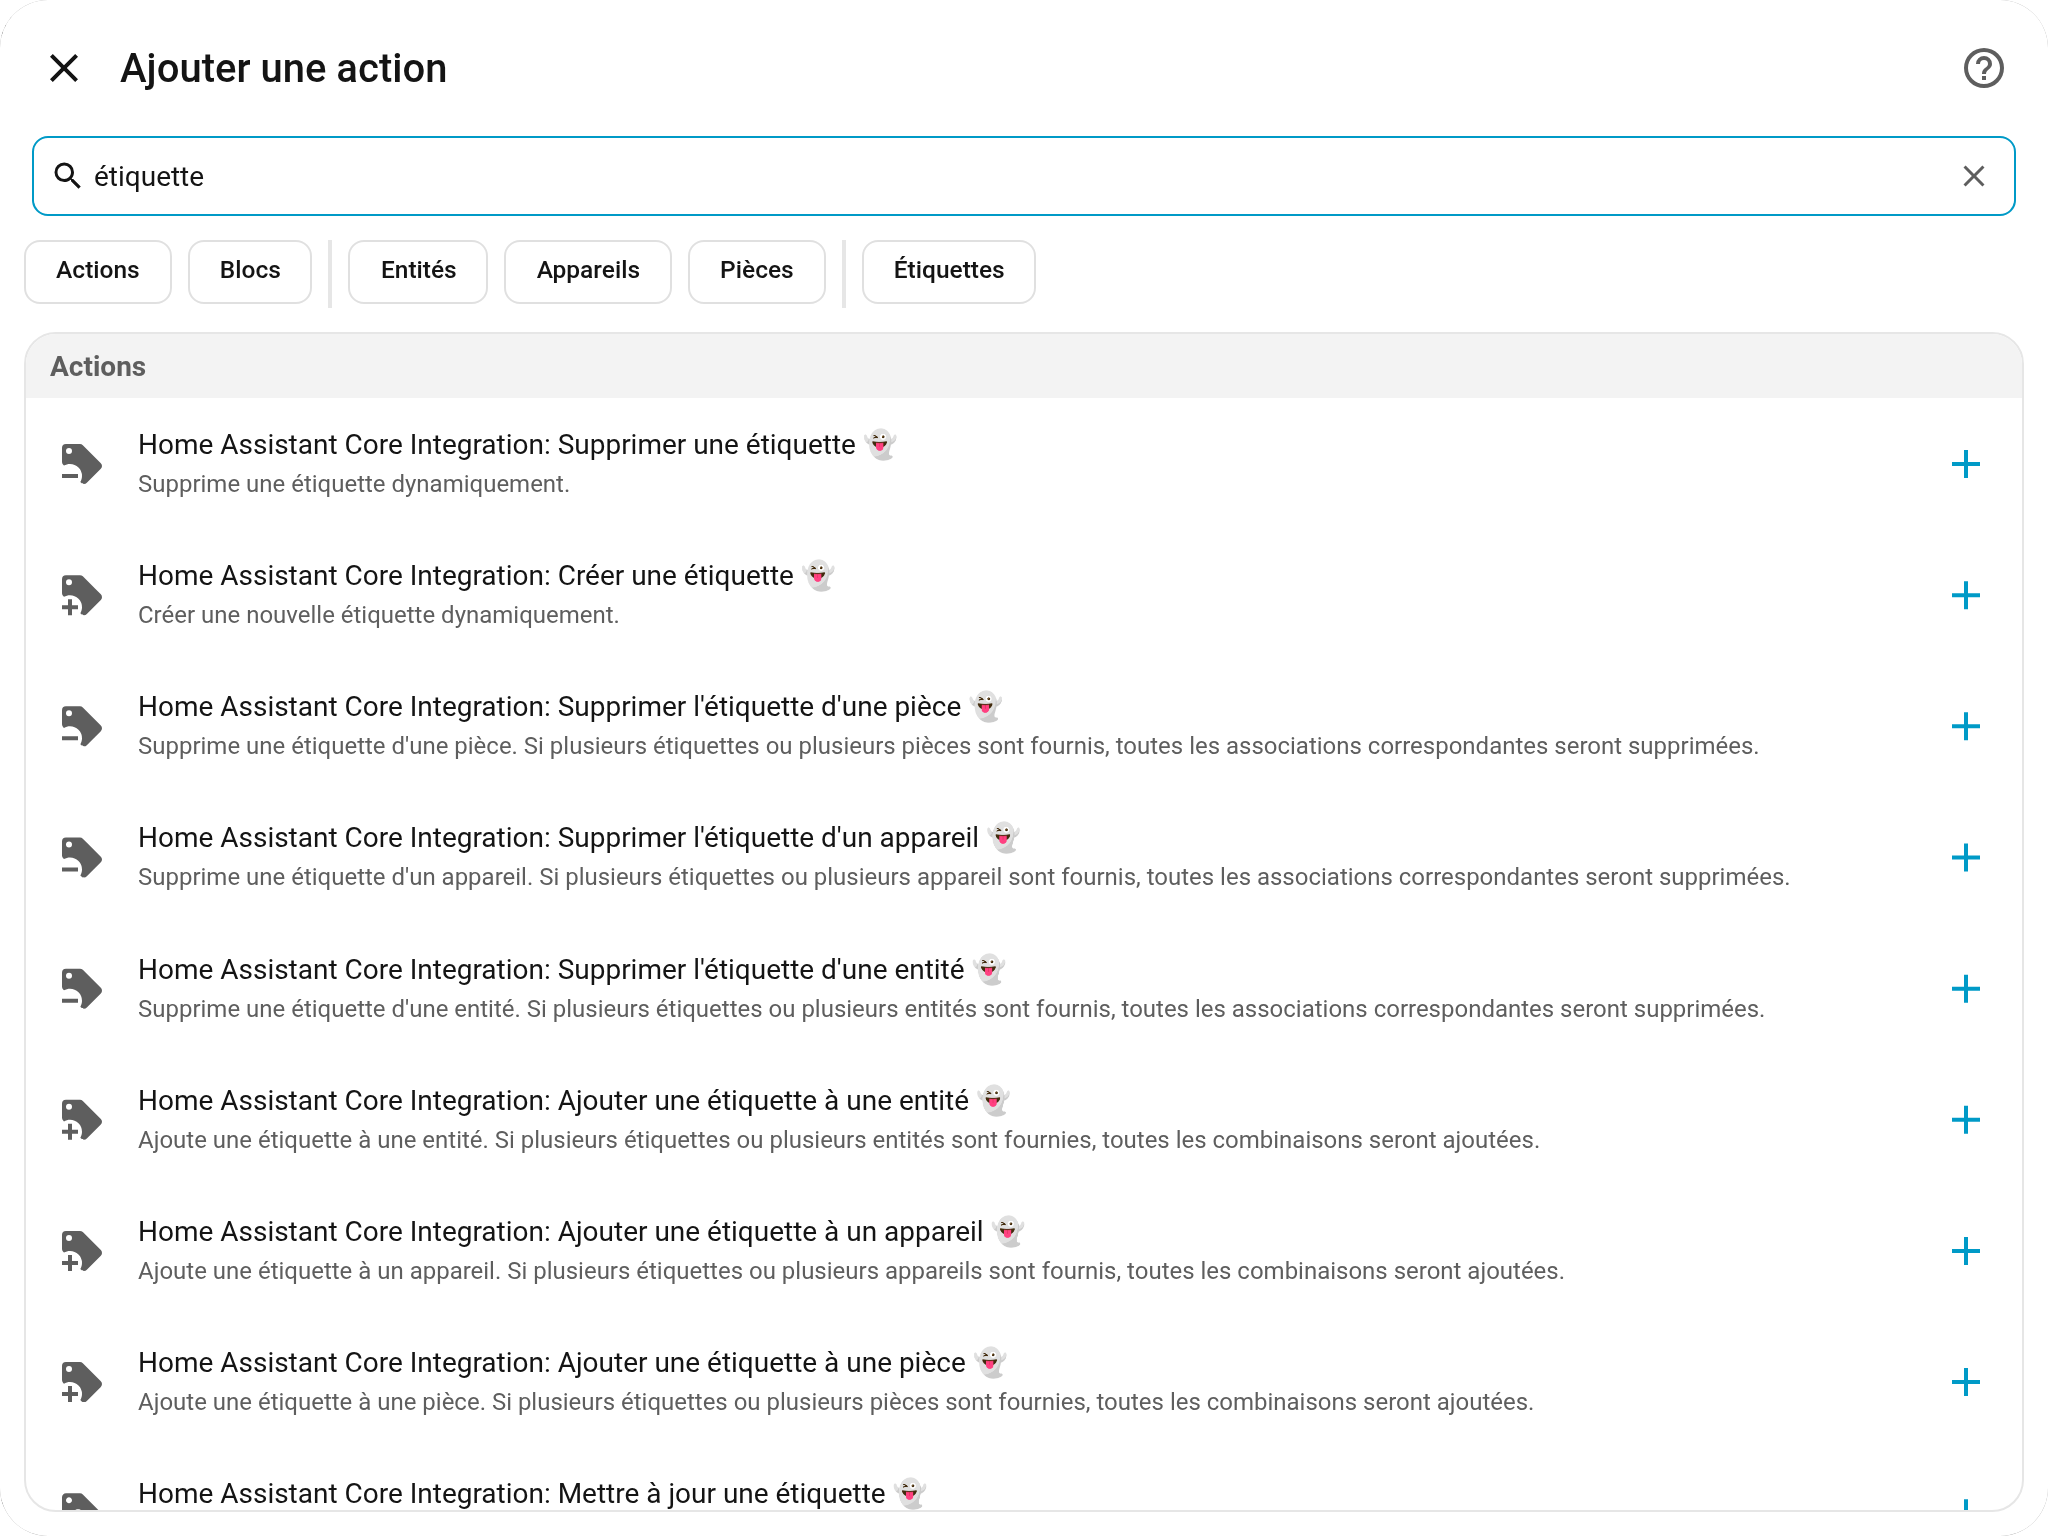 Ajouter une action
étiquette
Actions
Blocs
Entités
Appareils
Pièces
Étiquettes
Actions
Home Assistant Core Integration: Supprimer une étiquette 👻
Supprime une étiquette dynamiquement.
Home Assistant Core Integration: Créer une étiquette 👻
Créer une nouvelle étiquette dynamiquement.
Home Assistant Core Integration: Supprimer l'étiquette d'une pièce 👻
Supprime une étiquette d'une pièce. Si plusieurs étiquettes ou plusieurs pièces sont fournis, toutes les associations correspondantes seront supprimées.
Home Assistant Core Integration: Supprimer l'étiquette d'un appareil 👻
Supprime une étiquette d'un appareil. Si plusieurs étiquettes ou plusieurs appareil sont fournis, toutes les associations correspondantes seront supprimées.
Home Assistant Core Integration: Supprimer l'étiquette d'une entité 👻
Supprime une étiquette d'une entité. Si plusieurs étiquettes ou plusieurs entités sont fournis, toutes les associations correspondantes seront supprimées.
Home Assistant Core Integration: Ajouter une étiquette à une entité 👻
Ajoute une étiquette à une entité. Si plusieurs étiquettes ou plusieurs entités sont fournies, toutes les combinaisons seront ajoutées.
Home Assistant Core Integration: Ajouter une étiquette à un appareil 👻
Ajoute une étiquette à un appareil. Si plusieurs étiquettes ou plusieurs appareils sont fournis, toutes les combinaisons seront ajoutées.
Home Assistant Core Integration: Ajouter une étiquette à une pièce 👻
Ajoute une étiquette à une pièce. Si plusieurs étiquettes ou plusieurs pièces sont fournies, toutes les combinaisons seront ajoutées.
Home Assistant Core Integration: Mettre à jour une étiquette 👻